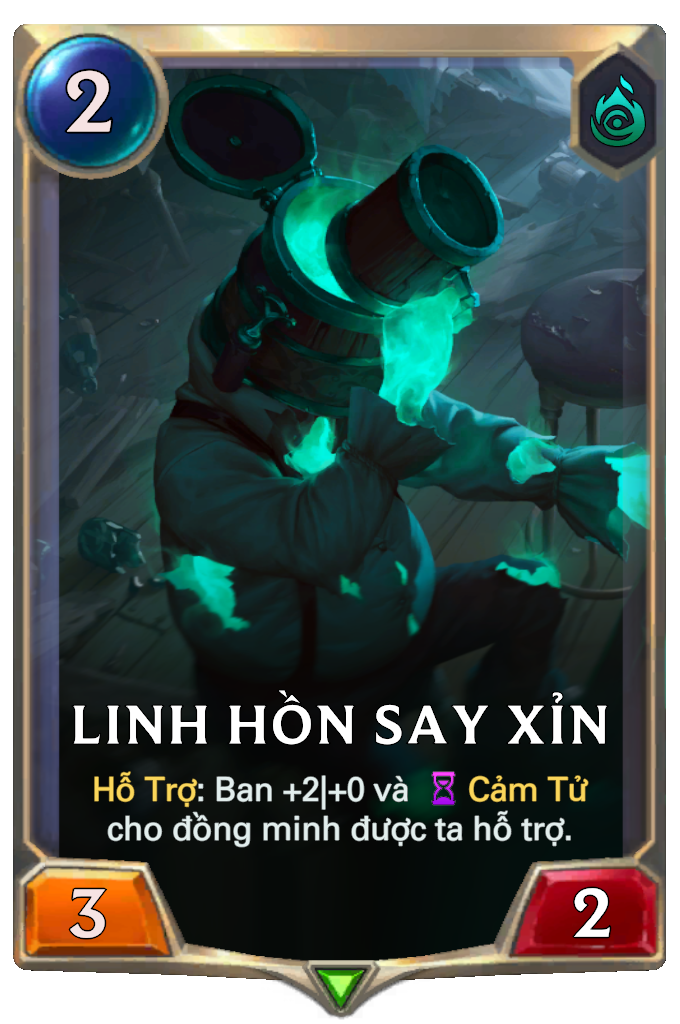 2
LINH HỒN SAY XỈN
Hỗ Trợ: Ban +2|+0 và Cảm Tử
cho đồng minh được ta hỗ trợ.
3
2